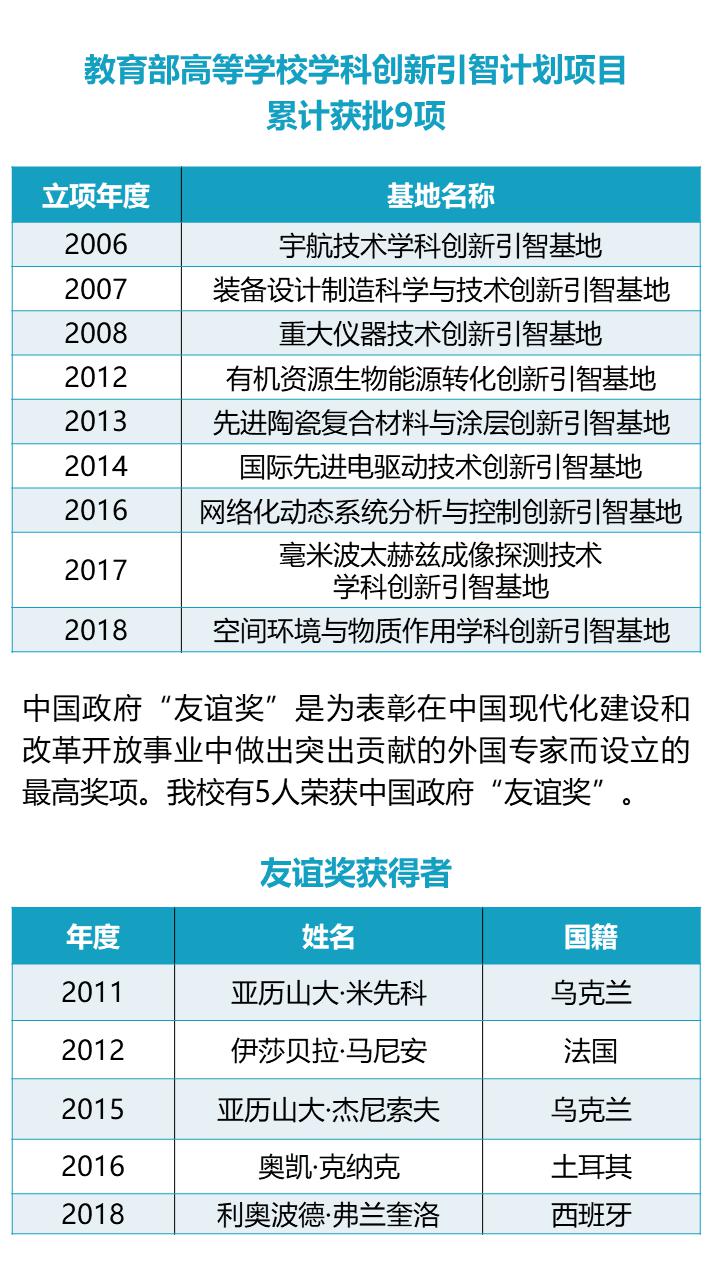 教育部高等学校学科创新引智计划项目
累计获批9项
立项年度 基地名称
2006 宇航技术学科创新引智基地
2007 装备设计制造科学与技术创新引智基地
2008 重大仪器技术创新引智基地
2012 有机资源生物能源转化创新引智基地
2013 先进陶瓷复合材料与涂层创新引智基地
2014 国际先进电驱动技术创新引智基地
2016 网络化动态系统分析与控制创新引智基地
2017 毫米波太赫兹成像探测技术
学科创新引智基地
2018 空间环境与物质作用学科创新引智基地
中国政府“友谊奖”是为表彰在中国现代化建设和
改革开放事业中做出突出贡献的外国专家而设立的
最高奖项。我校有5人荣获中国政府“友谊奖”。
友谊奖获得者
年度 姓名 国籍
2011 亚历山大·米先科 乌克兰
2012 伊莎贝拉·马尼安 法国
2015 亚历山大·杰尼索夫 乌克兰
2016 奥凯·克纳克 土耳其
2018 利奥波德·弗兰奎洛 西班牙